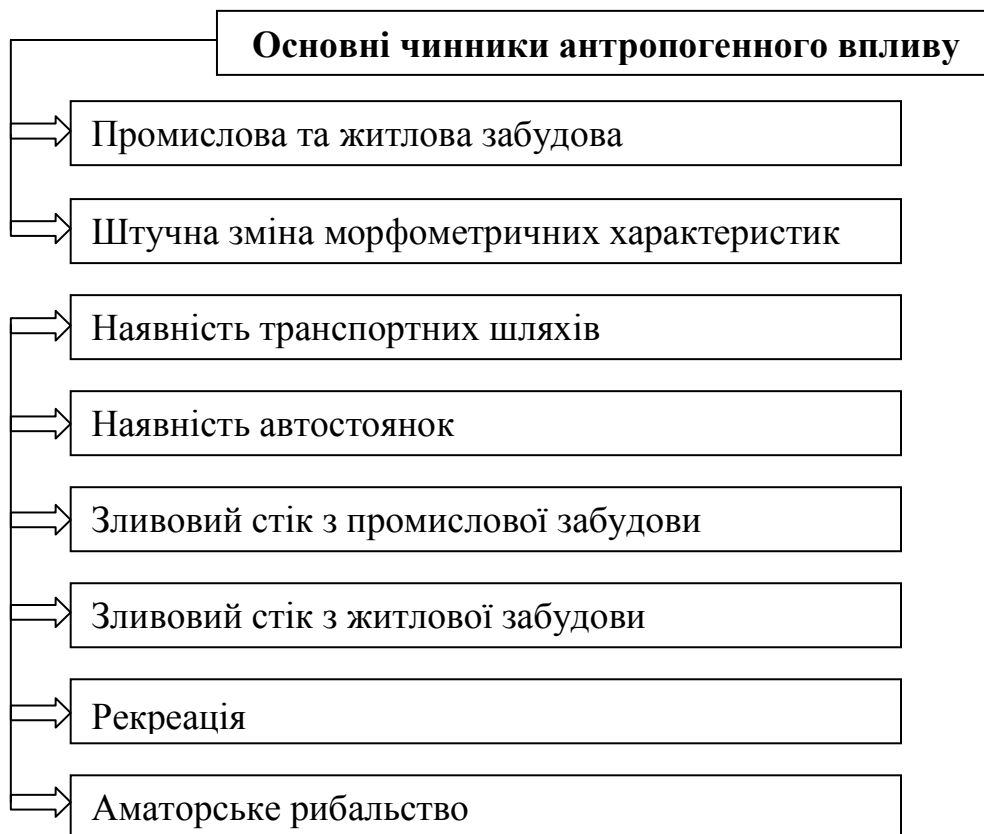 Основні чинники антропогенного впливу
Промислова та житлова забудова
Штучна зміна морфометричних характеристик
Наявність транспортних шляхів
Наявність автостоянок
Зливовий стік з промислової забудови
Зливовий стік з житлової забудови
Рекреація
Аматорське рибальство